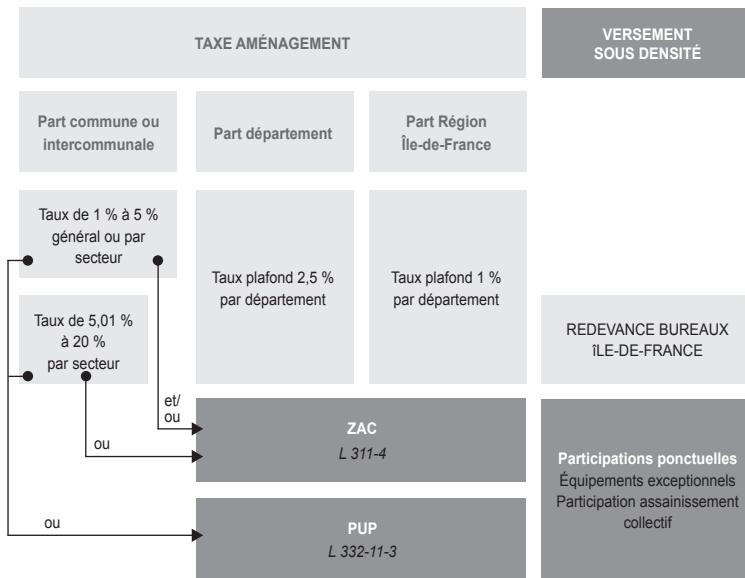 TAXE AMÉNAGEMENT
VERSEMENT
SOUS DENSITÉ
Part commune ou
intercommunale
Part département
Part Région
Île-de-France
Taux de 1 % à 5 %
général ou par
secteur
Taux plafond 2,5 %
par département
Taux plafond 1 %
par département
Taux de 5,01 %
à 20 %
par secteur
REDEVANCE BUREAUX
îLE-DE-FRANCE
et/
ou
ou
ZAC
L 311-4
Participations ponctuelles
Équipements exceptionnels
Participation assainissement
collectif
ou
PUP
L 332-11-3